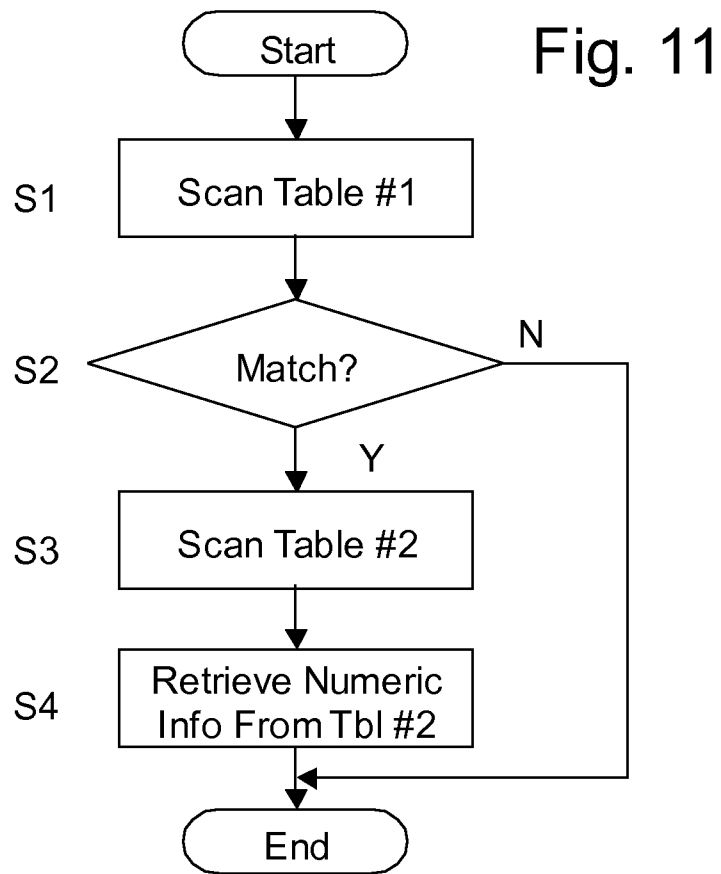 Start
Fig. 11
S1
Scan Table #1
N
S2
Match?
Y
S3
Scan Table #2
S4
Retrieve Numeric
Info From Tbl #2
End